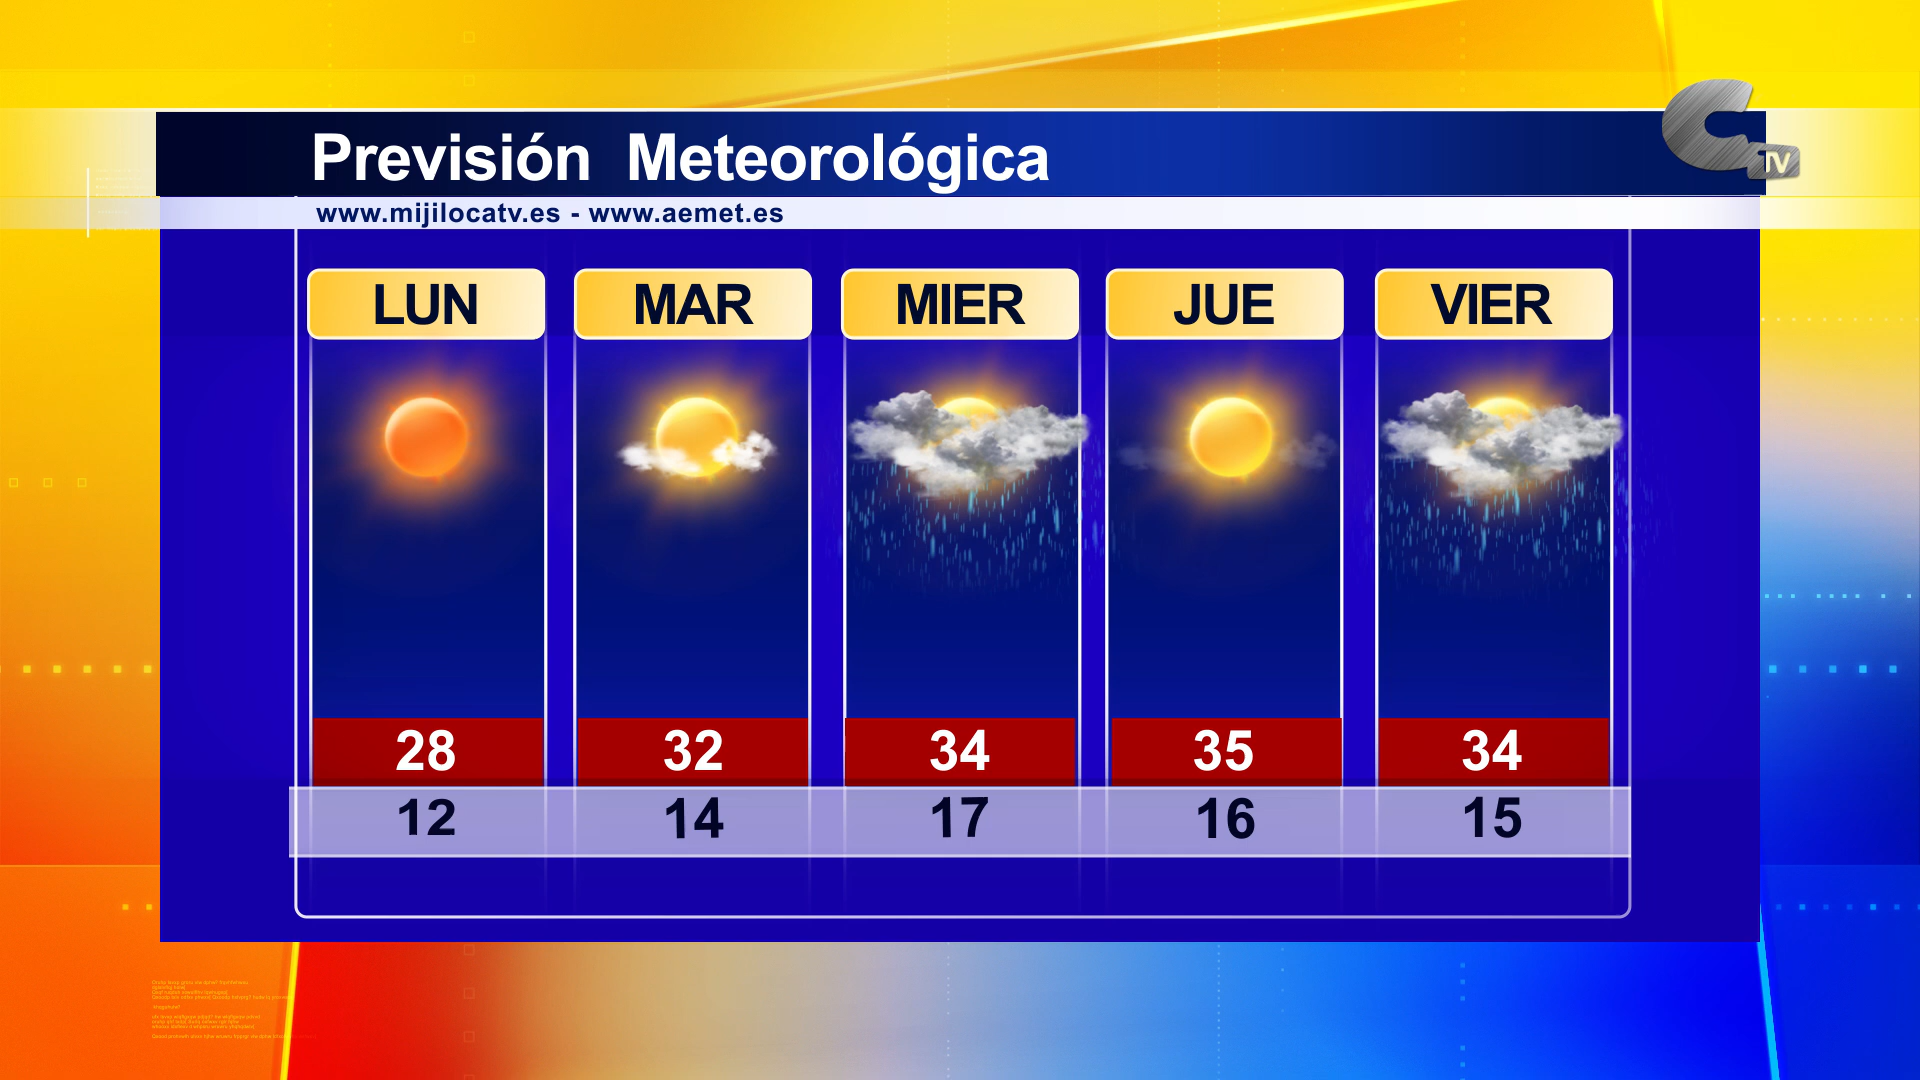 Previsión Meteorológica
C TV
www.mijilocatv.es - www.aemet.es
LUN MAR MIER JUE VIER
28 32 34 35 34
12 14 17 16 15